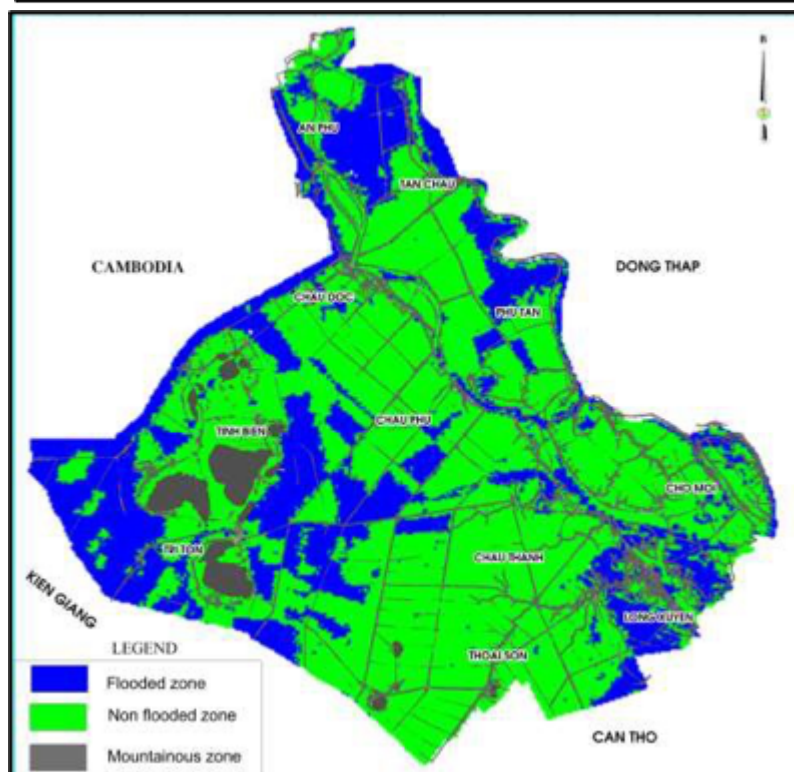 B
AN PHU
TAN CHAU
CAMBODIA
DONG THAP
CHAU DOC
PHU TAN
CHAU PHU
TINH BIEN
CHO MOI
TRI TON
CHAU THANH
KIEN GIANG
LONG XUYEN
THOAI SON
CAN THO
LEGEND
Flooded zone
Non flooded zone
Mountainous zone